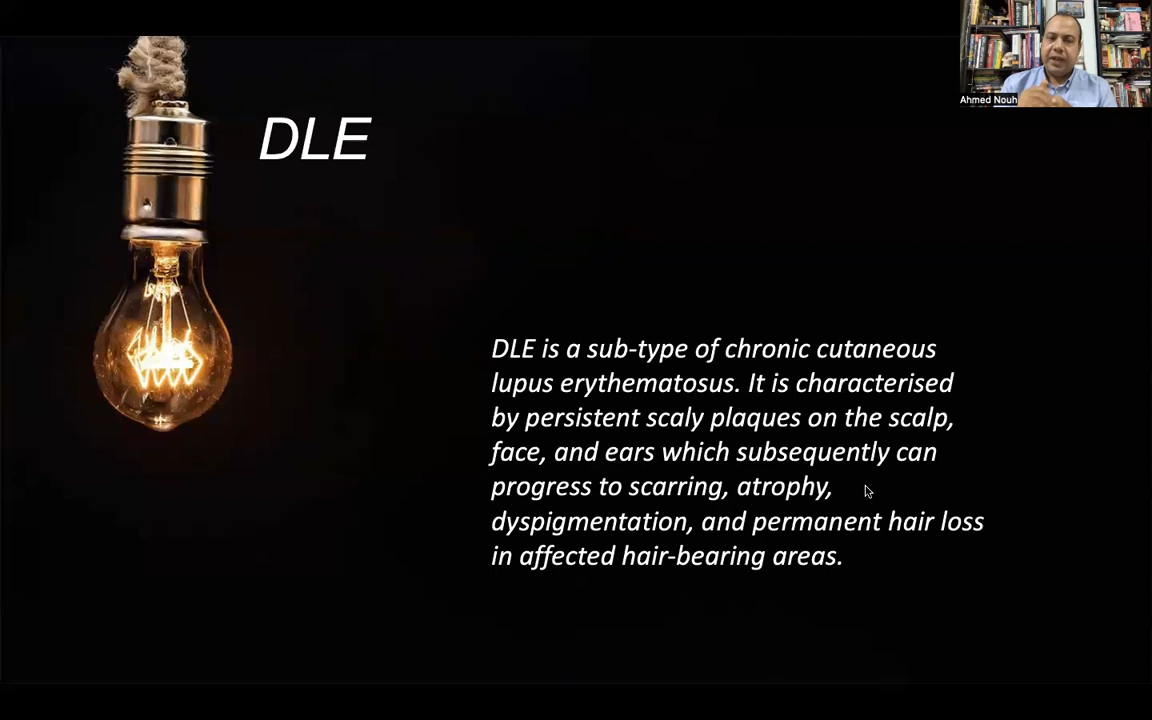 Ahmed Nouh
DLE
DLE is a sub-type of chronic cutaneous
lupus erythematosus. It is characterised
by persistent scaly plaques on the scalp,
face, and ears which subsequently can
progress to scarring, atrophy,
dyspigmentation, and permanent hair loss
in affected hair-bearing areas.